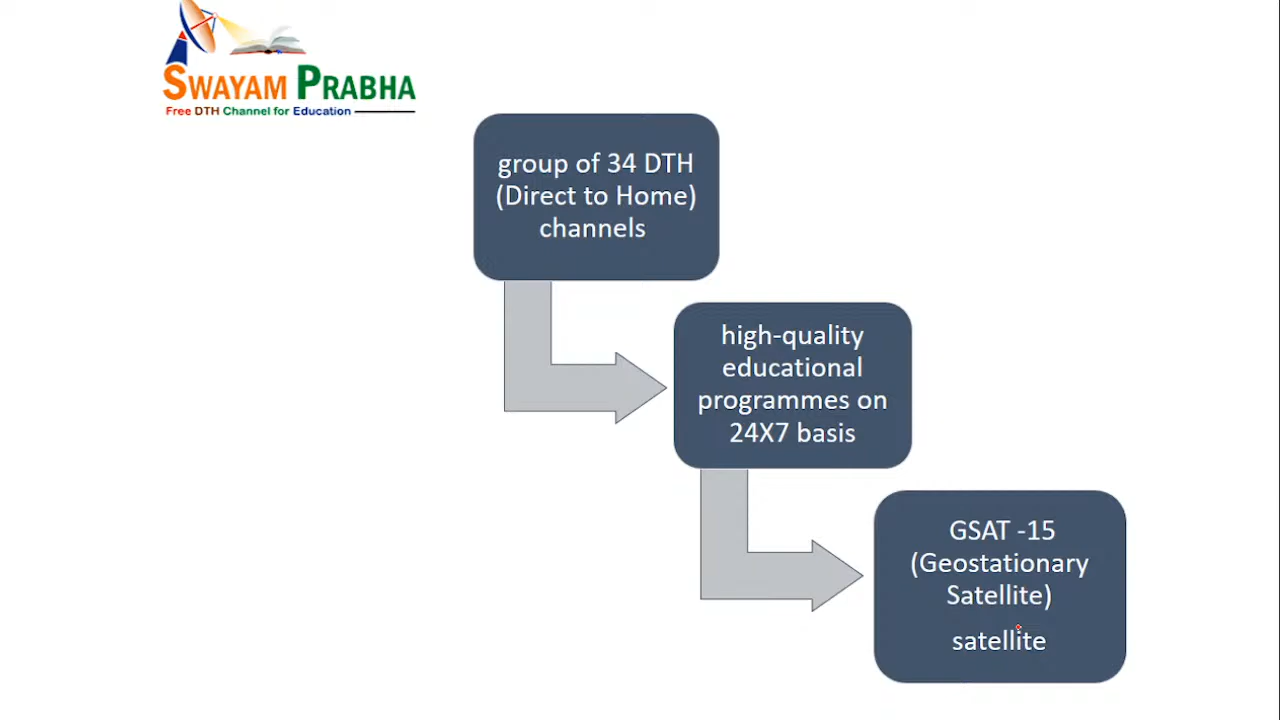 SWAYAM PRABHA
Free DTH Channel for Education
group of 34 DTH
(Direct to Home)
channels
high-quality
educational
programmes on
24X7 basis
GSAT -15
(Geostationary
Satellite)
satellite